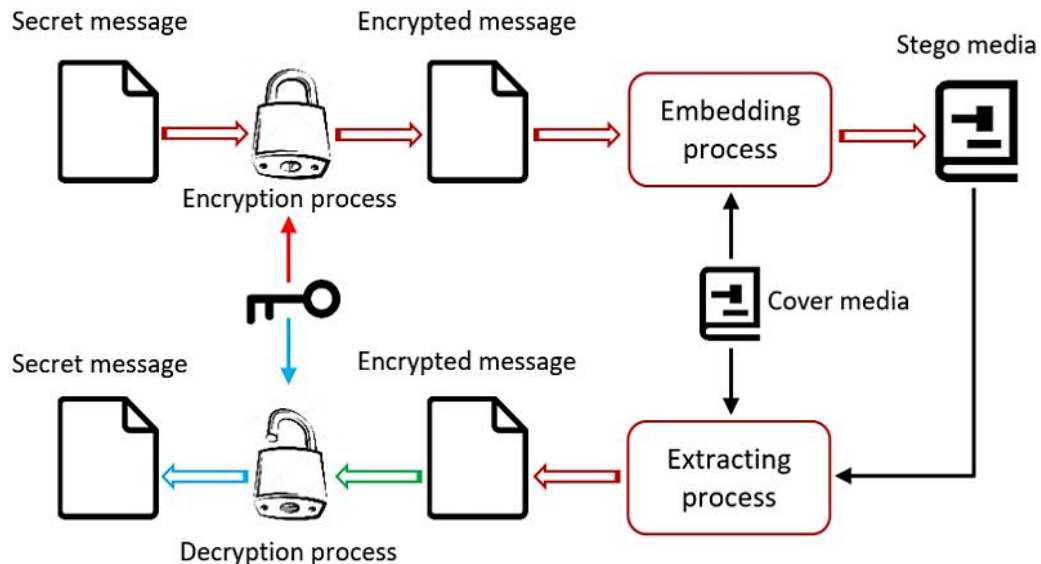 Secret message
Encrypted message
Stego media
Embedding
process
Encryption process
Cover media
Secret message
Encrypted message
Extracting
process
Decryption process